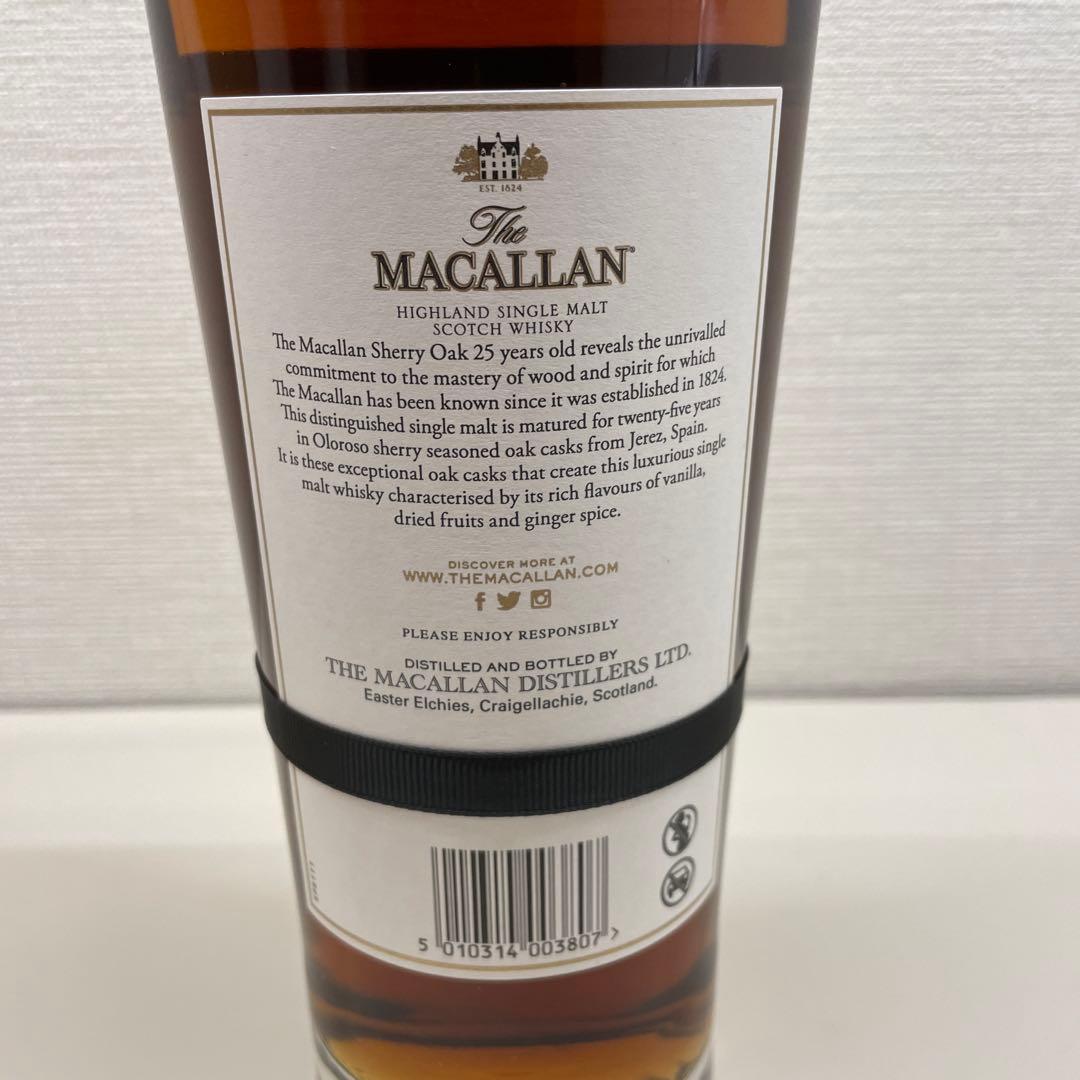 EST. 1824
The
MACALLAN
HIGHLAND SINGLE MALT
SCOTCH WHISKY
The Macallan Sherry Oak 25 years old reveals the unrivalled
commitment to the mastery of wood and spirit for which
The Macallan has been known since it was established in 1824.
This distinguished single malt is matured for twenty-five years
in Oloroso sherry seasoned oak casks from Jerez, Spain.
It is these exceptional oak casks that create this luxurious single
malt whisky characterised by its rich flavours of vanilla,
dried fruits and ginger spice.
DISCOVER MORE AT
WWW.THEMACALLAN.COM
PLEASE ENJOY RESPONSIBLY
DISTILLED AND BOTTLED BY
THE MACALLAN DISTILLERS LTD.
Easter Elchies, Craigellachie, Scotland.
5 010314 003807 >